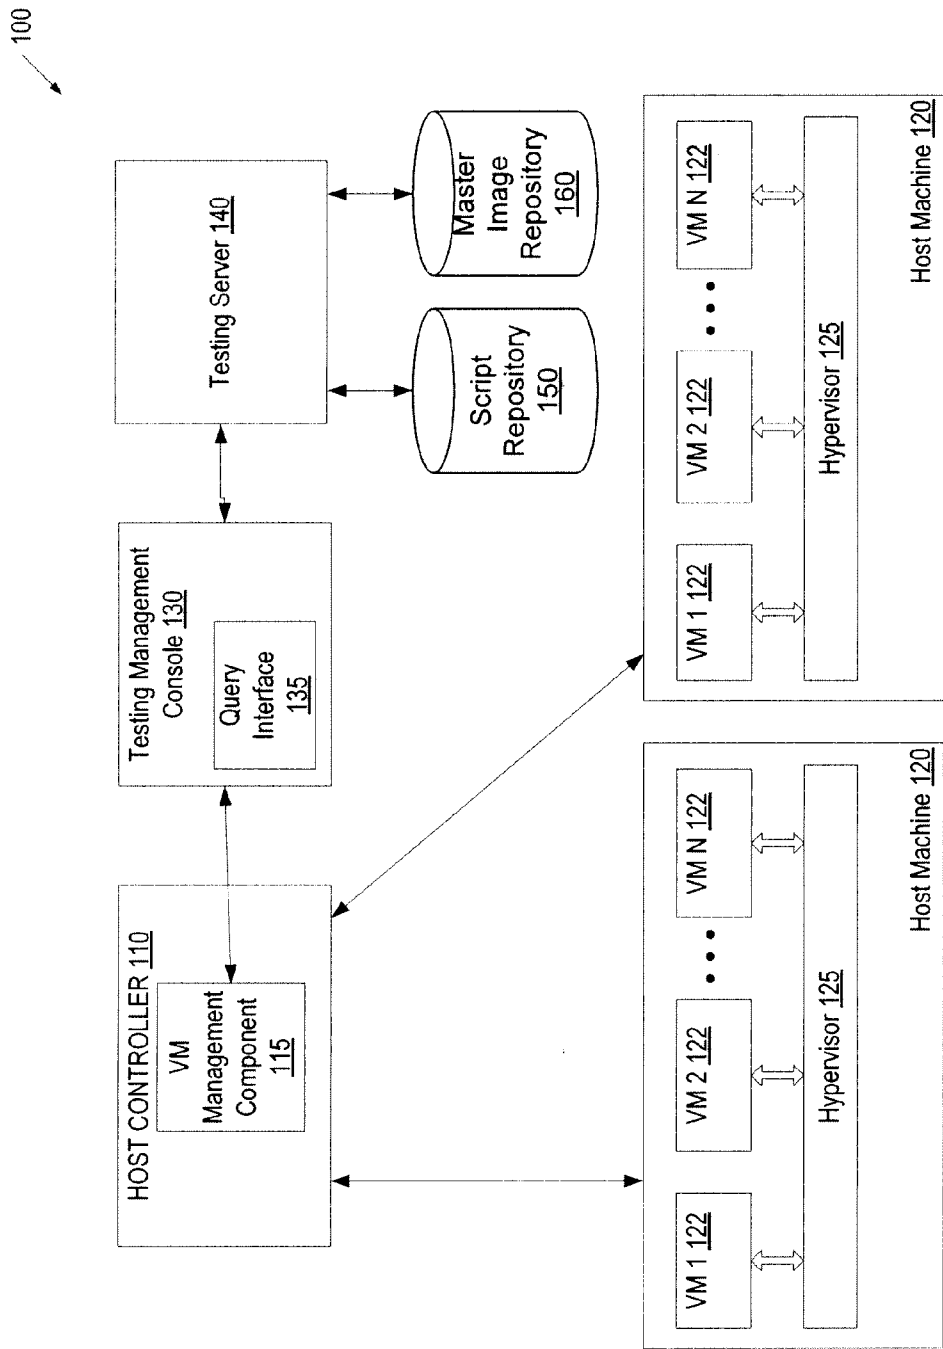 100
HOST CONTROLLER 110
VM
Management
Component
115
Testing Management
Console 130
Query
Interface
135
Testing Server 140
Script
Repository
150
Master
Image
Repository
160
VM 1 122
VM 2 122
VM N 122
Hypervisor 125
Host Machine 120
VM 1 122
VM 2 122
VM N 122
Hypervisor 125
Host Machine 120